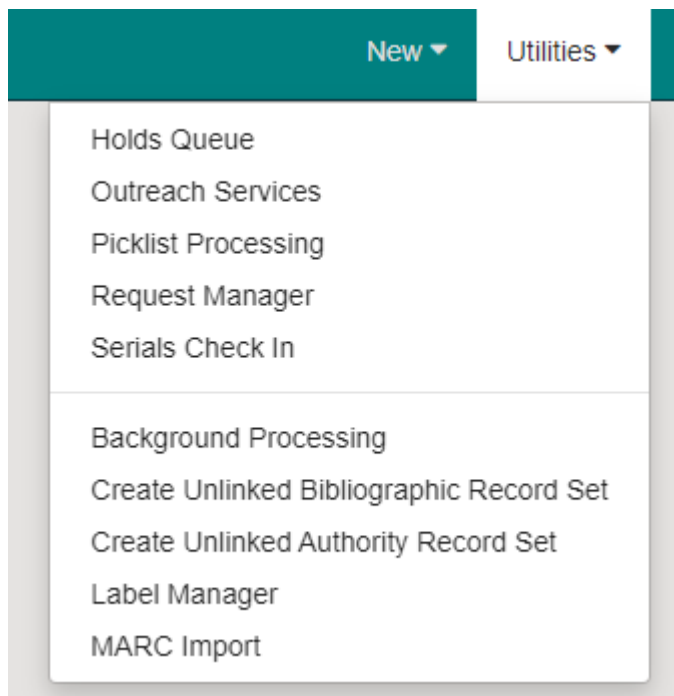 New Utilities
Holds Queue
Outreach Services
Picklist Processing
Request Manager
Serials Check In
Background Processing
Create Unlinked Bibliographic Record Set
Create Unlinked Authority Record Set
Label Manager
MARC Import